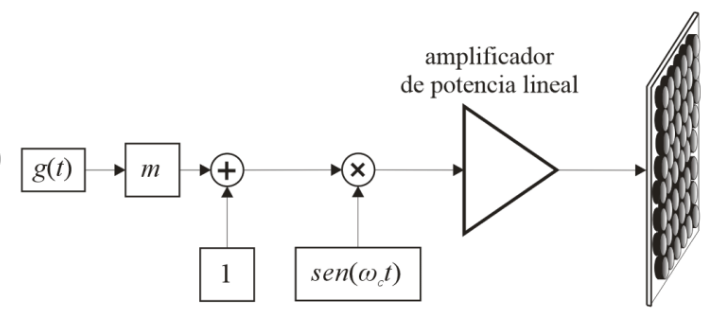 amplificador
de potencia lineal
g(t)
m
+
×
1
sen(ω_c t)